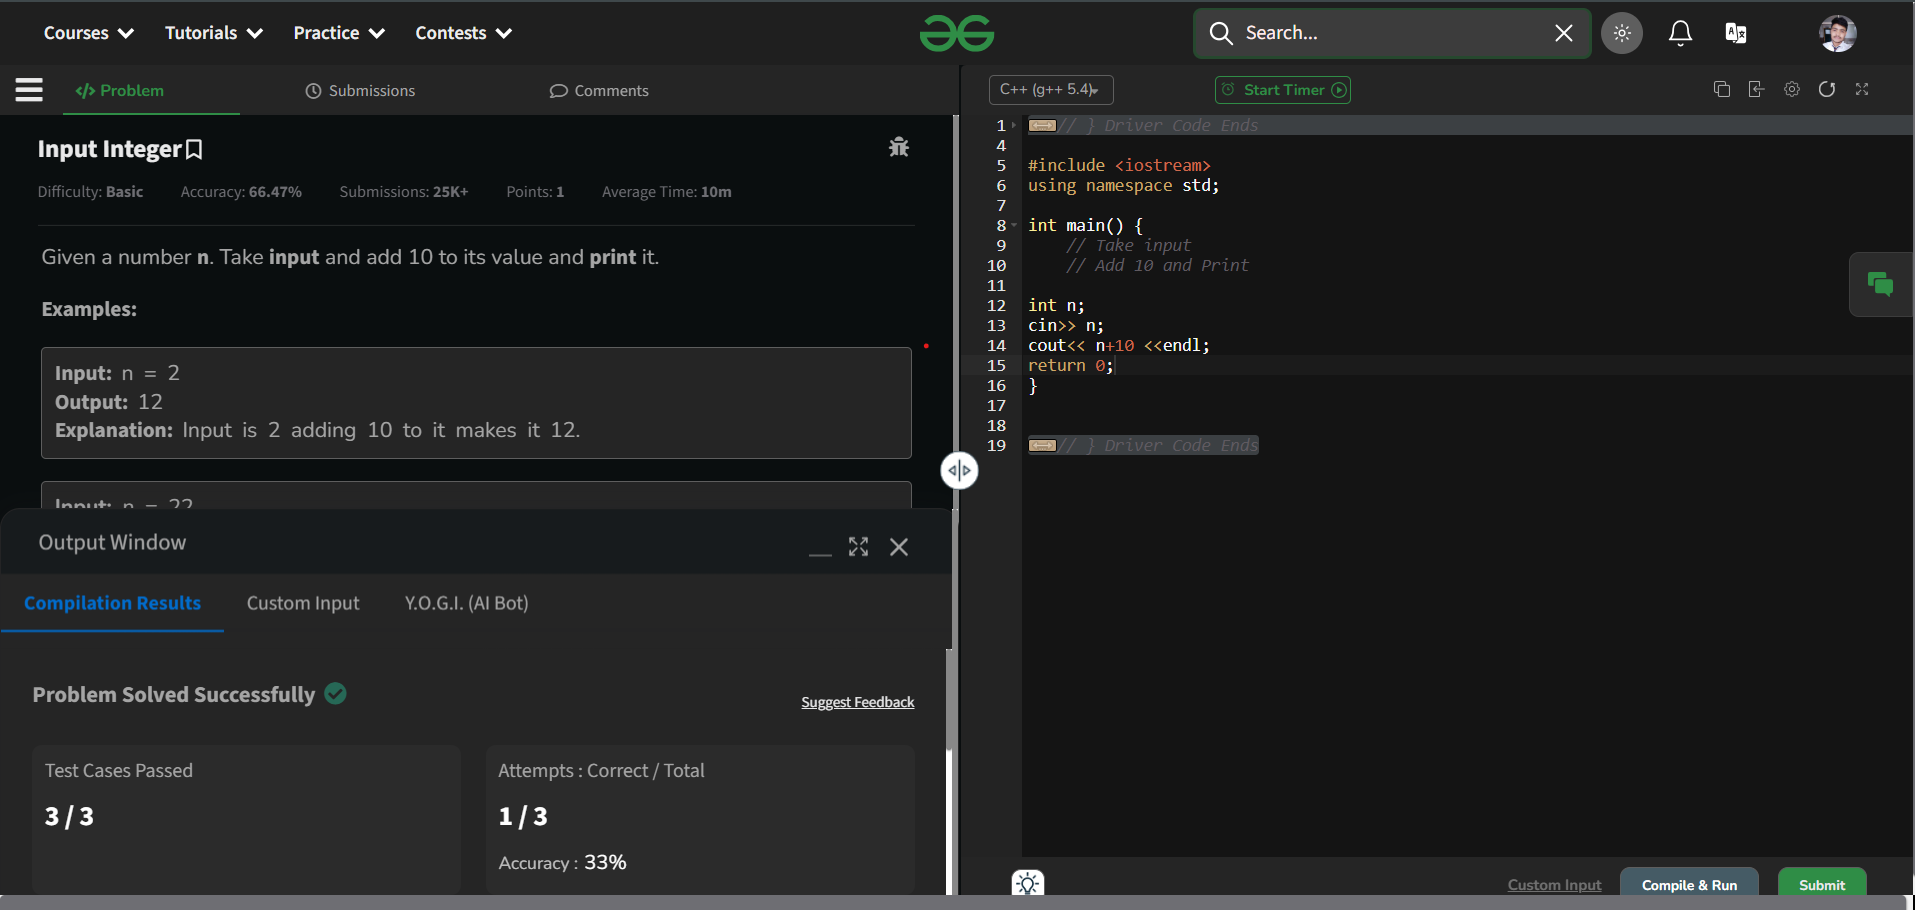 Courses Tutorials Practice Contests Search...
Problem Submissions Comments
C++ (g++ 5.4) Start Timer
Input Integer
Difficulty: Basic Accuracy: 66.47% Submissions: 25K+ Points: 1 Average Time: 10m
Given a number n. Take input and add 10 to its value and print it.
Examples:
Input: n = 2
Output: 12
Explanation: Input is 2 adding 10 to it makes it 12.
Input: n = 22
Output Window
Compilation Results Custom Input Y.O.G.I. (AI Bot)
Problem Solved Successfully
Suggest Feedback
Test Cases Passed
3 / 3
Attempts : Correct / Total
1 / 3
Accuracy : 33%
1 // } Driver Code Ends
4
5 #include <iostream>
6 using namespace std;
7
8 int main() {
9 // Take input
10 // Add 10 and Print
11
12 int n;
13 cin>> n;
14 cout<< n+10 <<endl;
15 return 0;
16 }
17
18
19 // } Driver Code Ends
Custom Input Compile & Run Submit